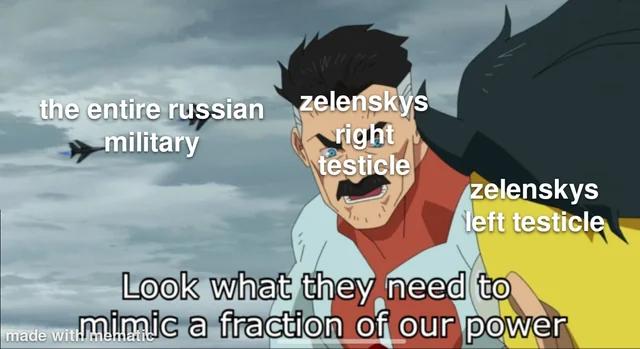 the entire russian
military
zelenskys
right
testicle
zelenskys
left testicle
Look what they need to
mimic a fraction of our power
made with mematic